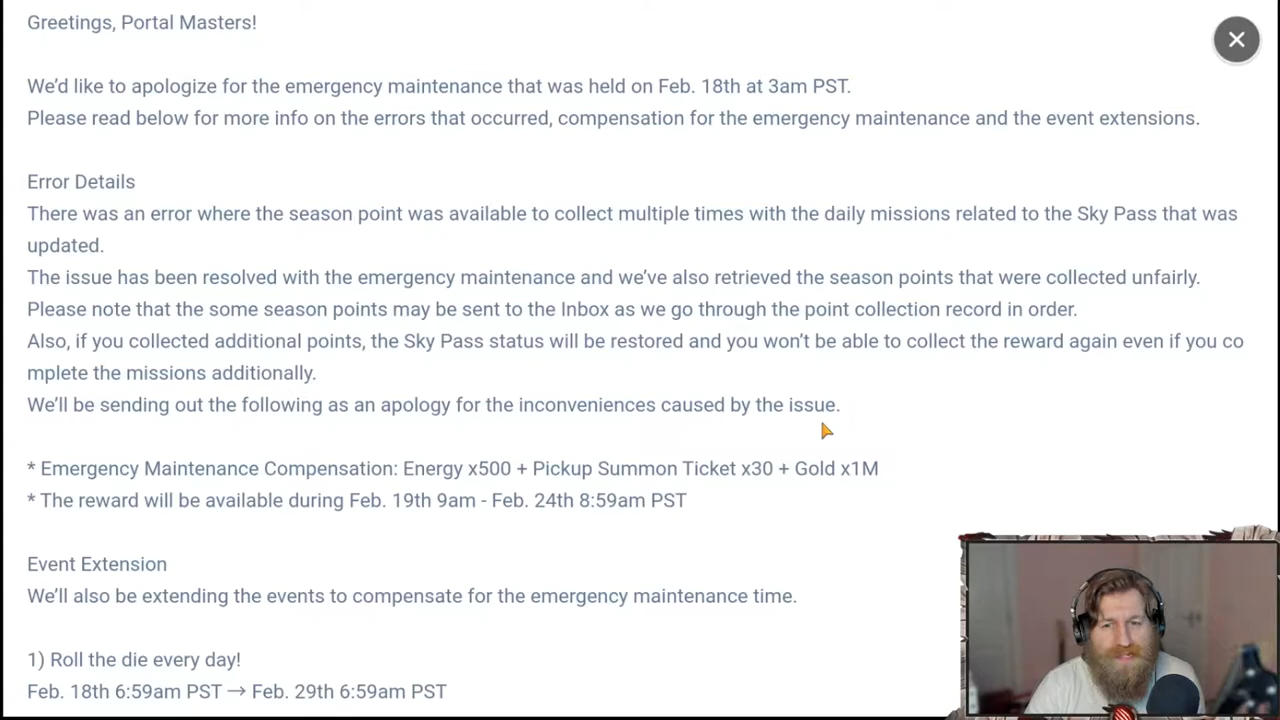 Greetings, Portal Masters!
We'd like to apologize for the emergency maintenance that was held on Feb. 18th at 3am PST.
Please read below for more info on the errors that occurred, compensation for the emergency maintenance and the event extensions.
Error Details
There was an error where the season point was available to collect multiple times with the daily missions related to the Sky Pass that was
updated.
The issue has been resolved with the emergency maintenance and we've also retrieved the season points that were collected unfairly.
Please note that the some season points may be sent to the Inbox as we go through the point collection record in order.
Also, if you collected additional points, the Sky Pass status will be restored and you won't be able to collect the reward again even if you co
mplete the missions additionally.
We'll be sending out the following as an apology for the inconveniences caused by the issue.
* Emergency Maintenance Compensation: Energy x500 + Pickup Summon Ticket x30 + Gold x1M
* The reward will be available during Feb. 19th 9am - Feb. 24th 8:59am PST
Event Extension
We'll also be extending the events to compensate for the emergency maintenance time.
1) Roll the die every day!
Feb. 18th 6:59am PST → Feb. 29th 6:59am PST